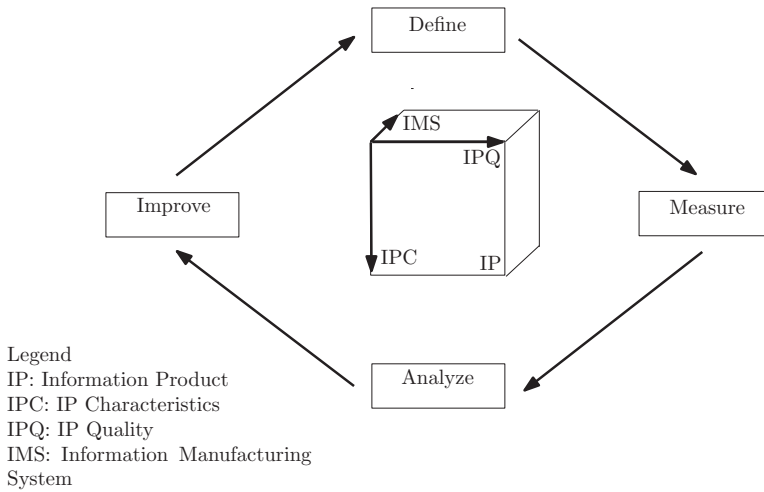 Define
IMS
IPQ
Improve
Measure
IPC
IP
Analyze
Legend
IP: Information Product
IPC: IP Characteristics
IPQ: IP Quality
IMS: Information Manufacturing
System